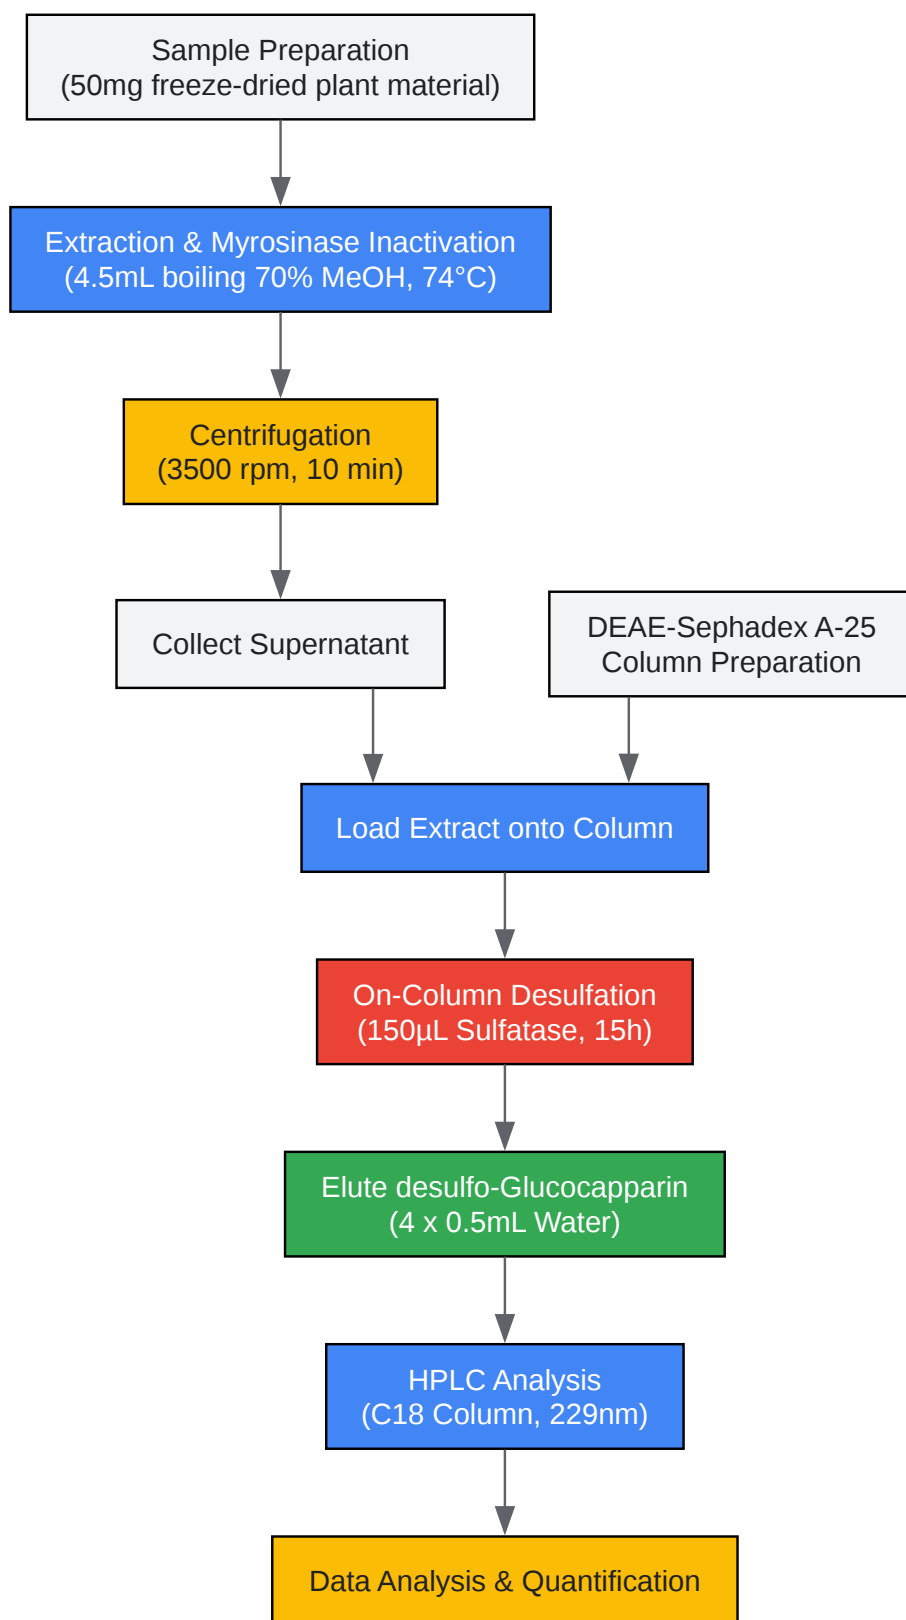 Sample Preparation
(50mg freeze-dried plant material)
Extraction & Myrosinase Inactivation
(4.5mL boiling 70% MeOH, 74°C)
Centrifugation
(3500 rpm, 10 min)
Collect Supernatant
DEAE-Sephadex A-25
Column Preparation
Load Extract onto Column
On-Column Desulfation
(150µL Sulfatase, 15h)
Elute desulfo-Glucocapparin
(4 x 0.5mL Water)
HPLC Analysis
(C18 Column, 229nm)
Data Analysis & Quantification